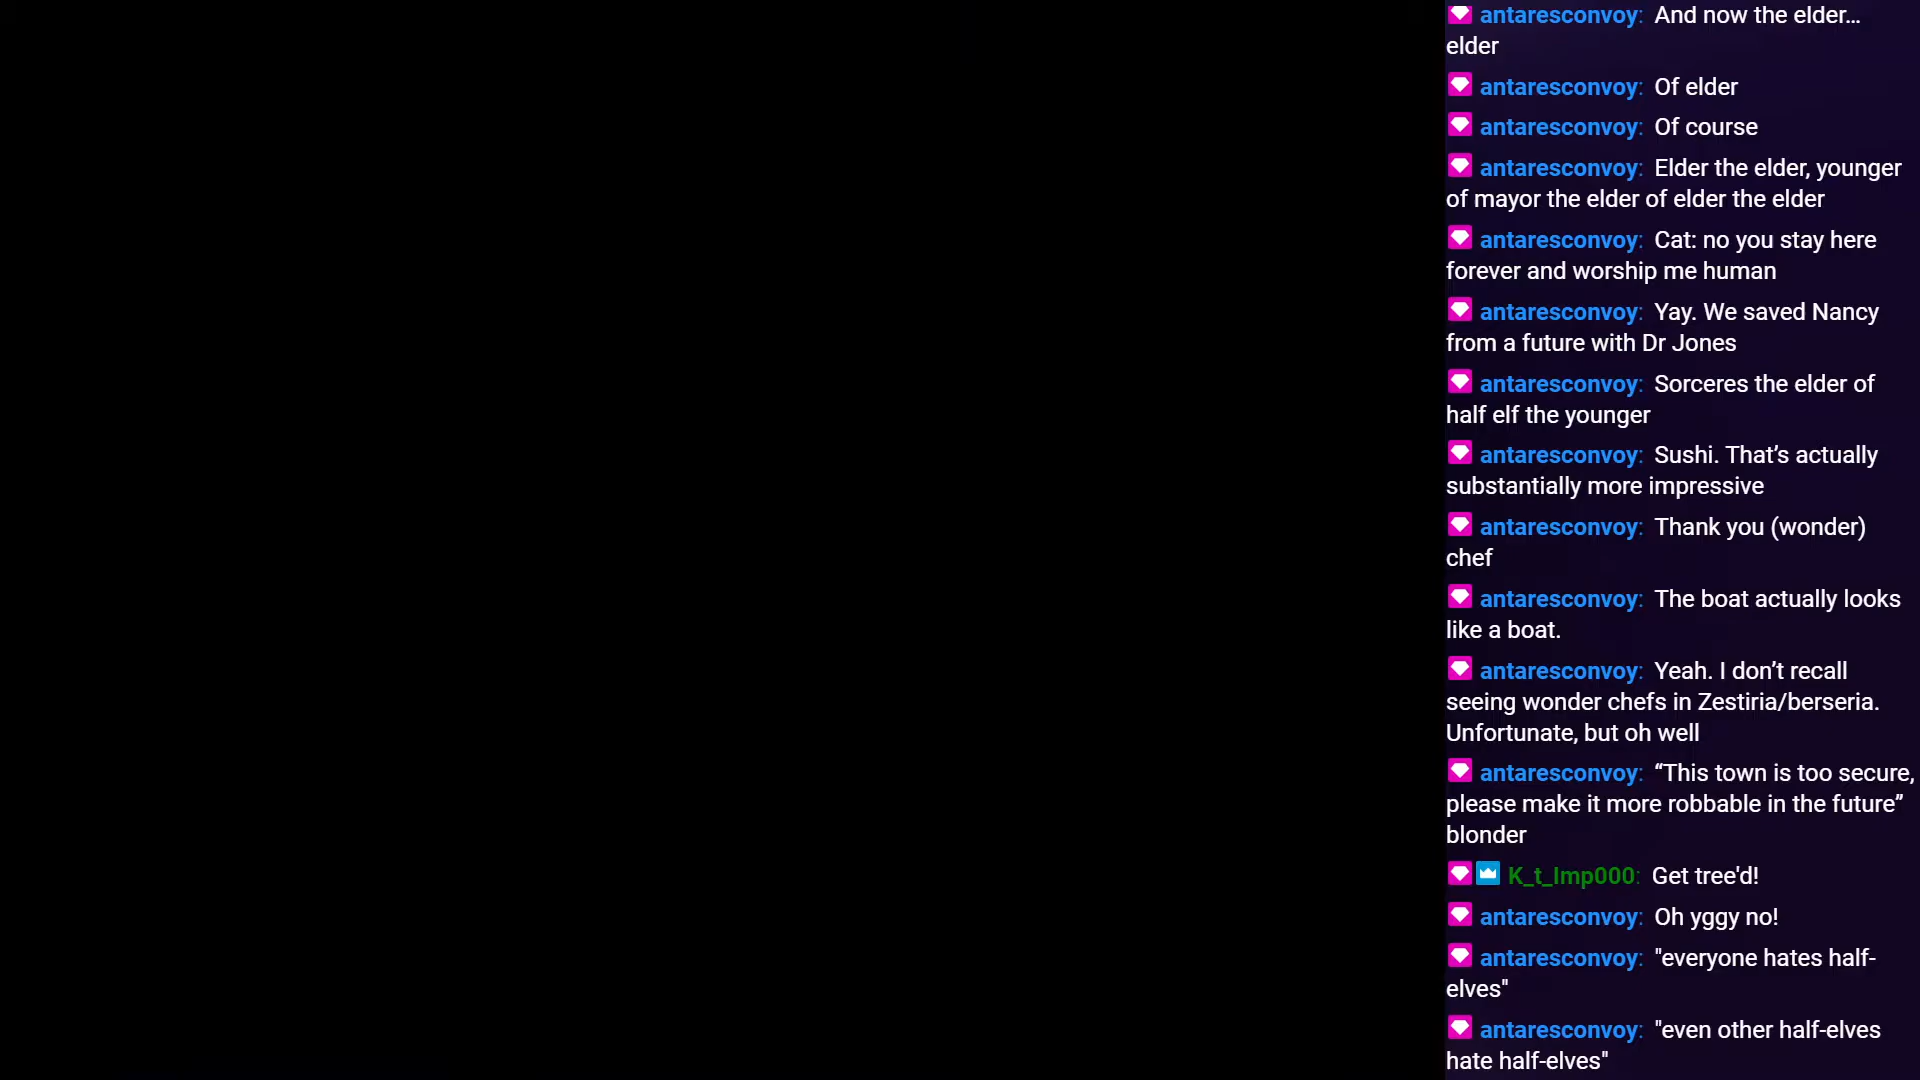 antaresconvoy: And now the elder...
elder
antaresconvoy: Of elder
antaresconvoy: Of course
antaresconvoy: Elder the elder, younger
of mayor the elder of elder the elder
antaresconvoy: Cat: no you stay here
forever and worship me human
antaresconvoy: Yay. We saved Nancy
from a future with Dr Jones
antaresconvoy: Sorceres the elder of
half elf the younger
antaresconvoy: Sushi. That’s actually
substantially more impressive
antaresconvoy: Thank you (wonder)
chef
antaresconvoy: The boat actually looks
like a boat.
antaresconvoy: Yeah. I don’t recall
seeing wonder chefs in Zestiria/berseria.
Unfortunate, but oh well
antaresconvoy: “This town is too secure,
please make it more robbable in the future”
blonder
K_t_Imp000: Get tree'd!
antaresconvoy: Oh yggy no!
antaresconvoy: "everyone hates half-
elves"
antaresconvoy: "even other half-elves
hate half-elves"